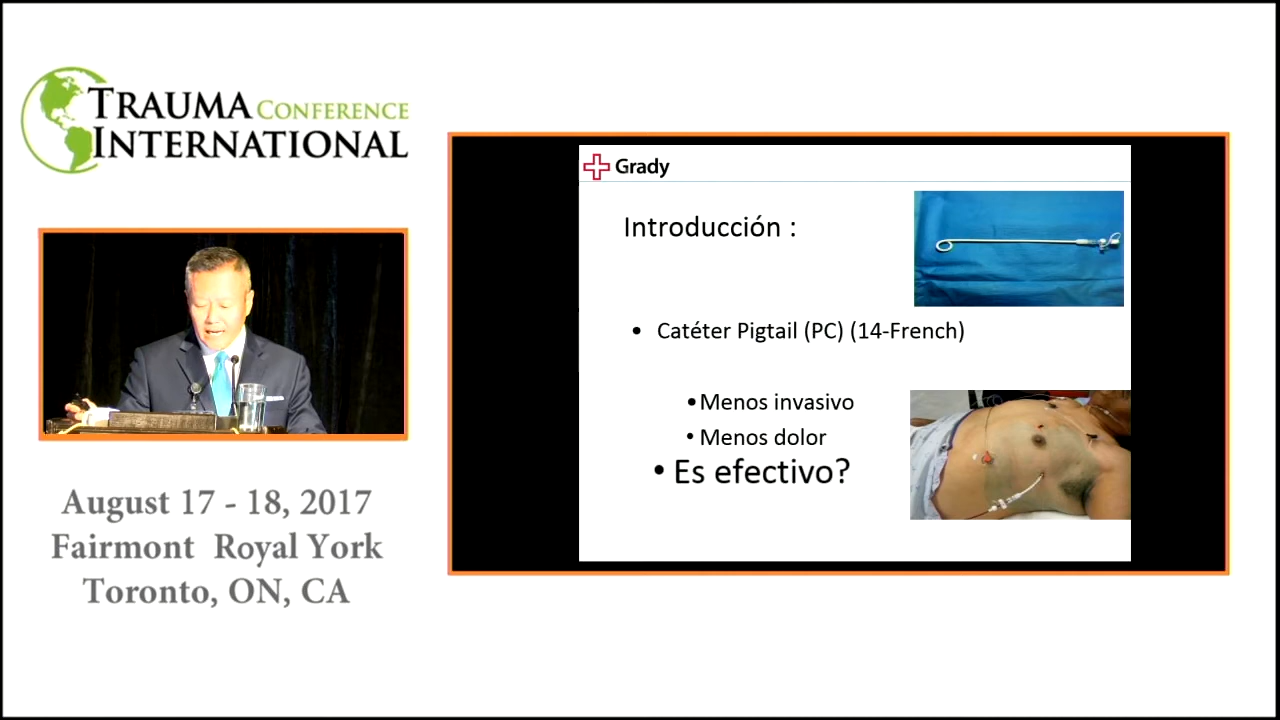 TRAUMA CONFERENCE
INTERNATIONAL
August 17 - 18, 2017
Fairmont Royal York
Toronto, ON, CA
Grady
Introducción :
• Catéter Pigtail (PC) (14-French)
• Menos invasivo
• Menos dolor
• Es efectivo?